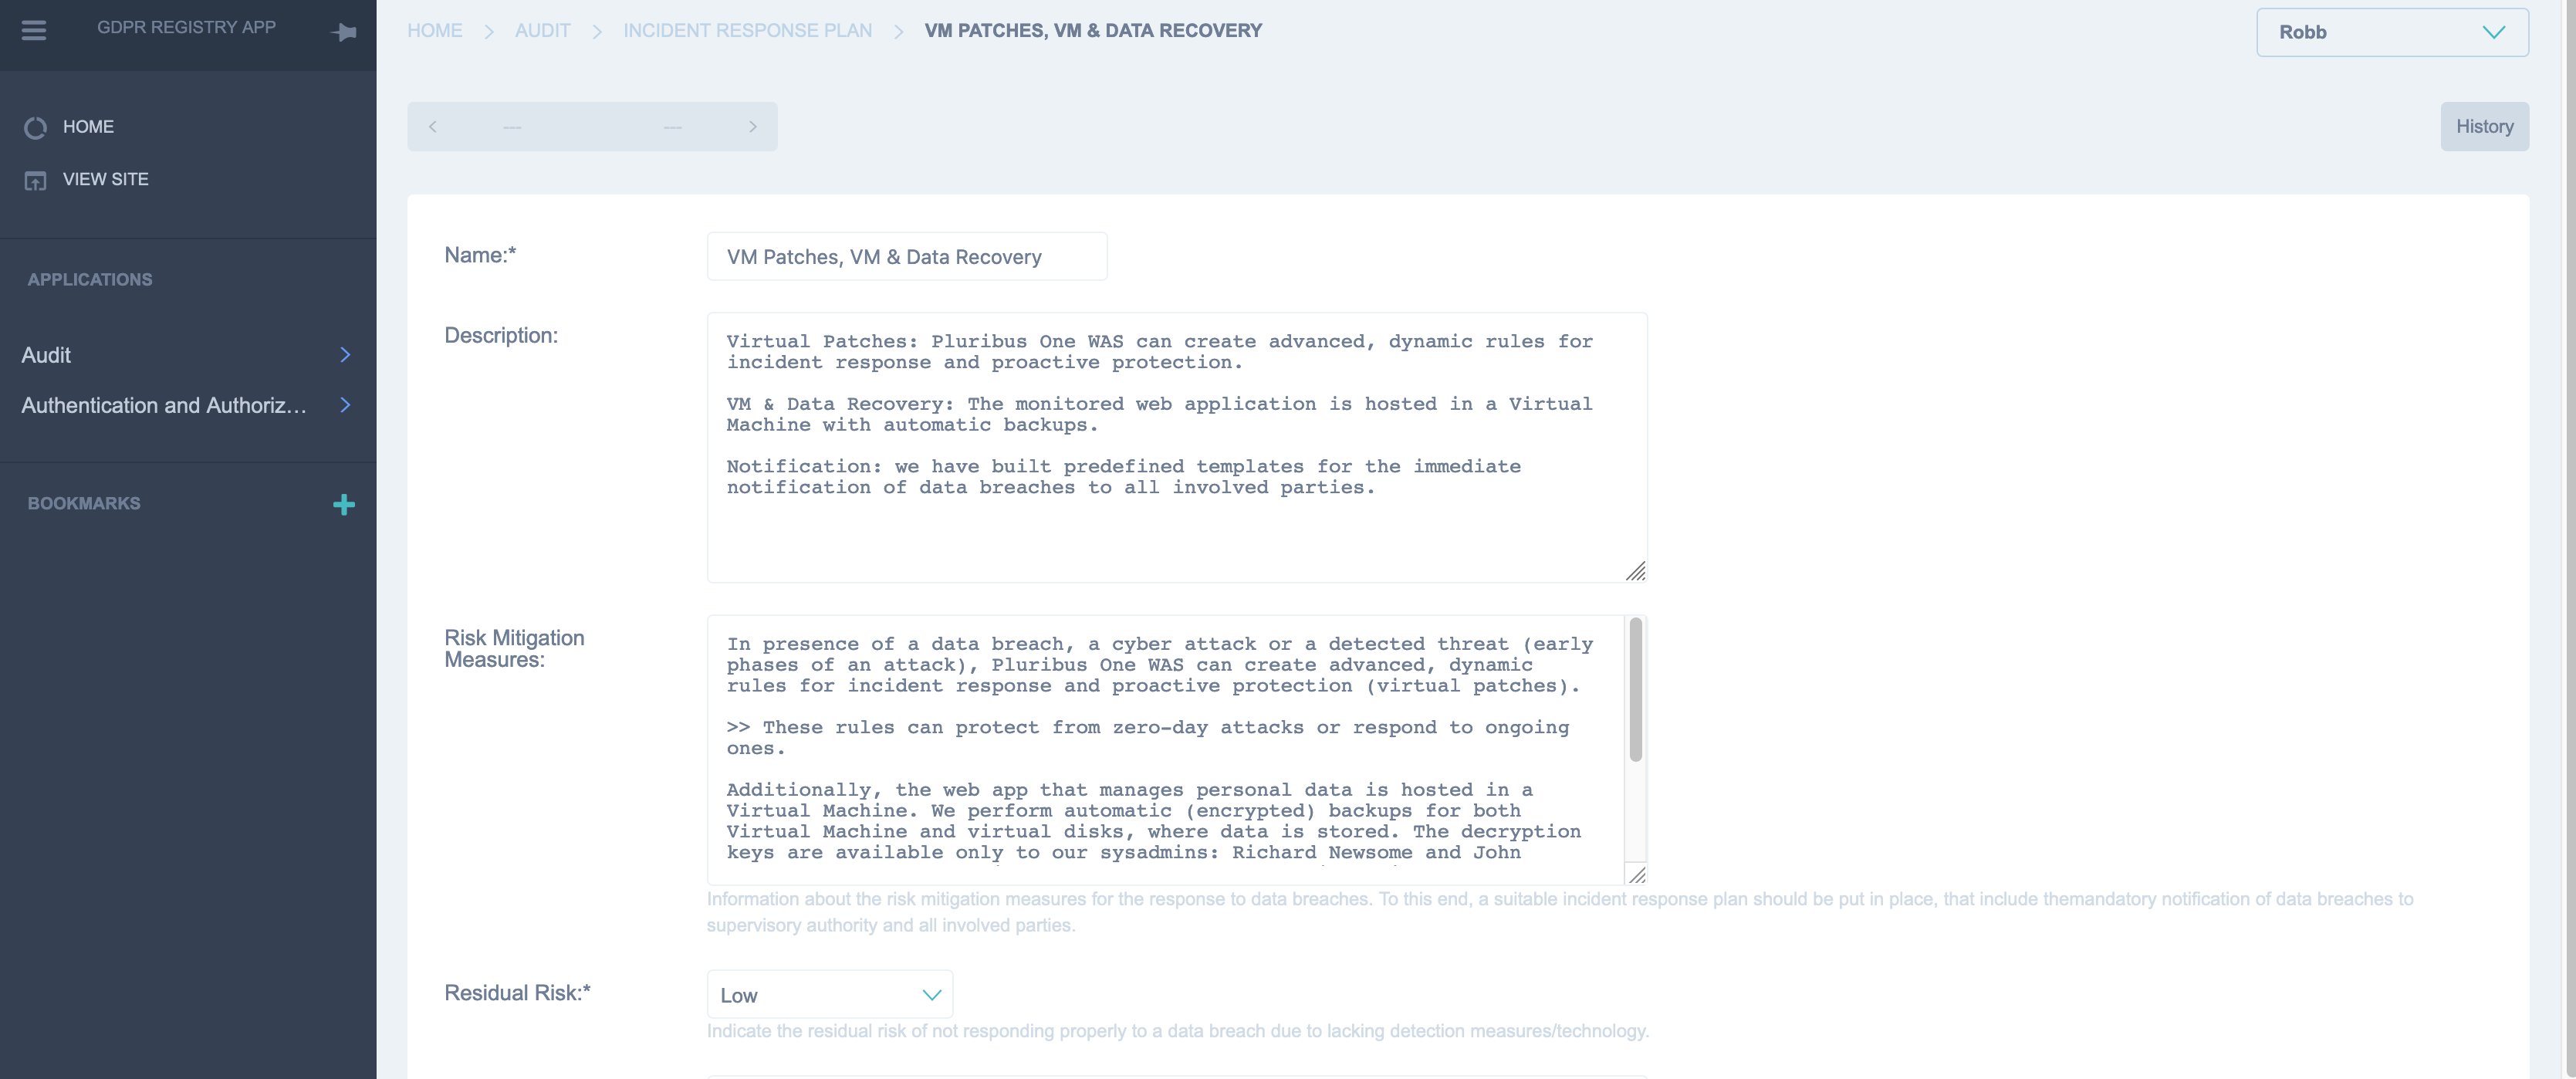 GDPR REGISTRY APP
HOME
VIEW SITE
APPLICATIONS
Audit
Authentication and Authoriz...
BOOKMARKS
HOME > AUDIT > INCIDENT RESPONSE PLAN > VM PATCHES, VM & DATA RECOVERY
Robb
History
Name:*
VM Patches, VM & Data Recovery
Description:
Virtual Patches: Pluribus One WAS can create advanced, dynamic rules for
incident response and proactive protection.
VM & Data Recovery: The monitored web application is hosted in a Virtual
Machine with automatic backups.
Notification: we have built predefined templates for the immediate
notification of data breaches to all involved parties.
Risk Mitigation
Measures:
In presence of a data breach, a cyber attack or a detected threat (early
phases of an attack), Pluribus One WAS can create advanced, dynamic
rules for incident response and proactive protection (virtual patches).
>> These rules can protect from zero-day attacks or respond to ongoing
ones.
Additionally, the web app that manages personal data is hosted in a
Virtual Machine. We perform automatic (encrypted) backups for both
Virtual Machine and virtual disks, where data is stored. The decryption
keys are available only to our sysadmins: Richard Newsome and John
Information about the risk mitigation measures for the response to data breaches. To this end, a suitable incident response plan should be put in place, that include themandatory notification of data breaches to
supervisory authority and all involved parties.
Residual Risk:*
Low
Indicate the residual risk of not responding properly to a data breach due to lacking detection measures/technology.